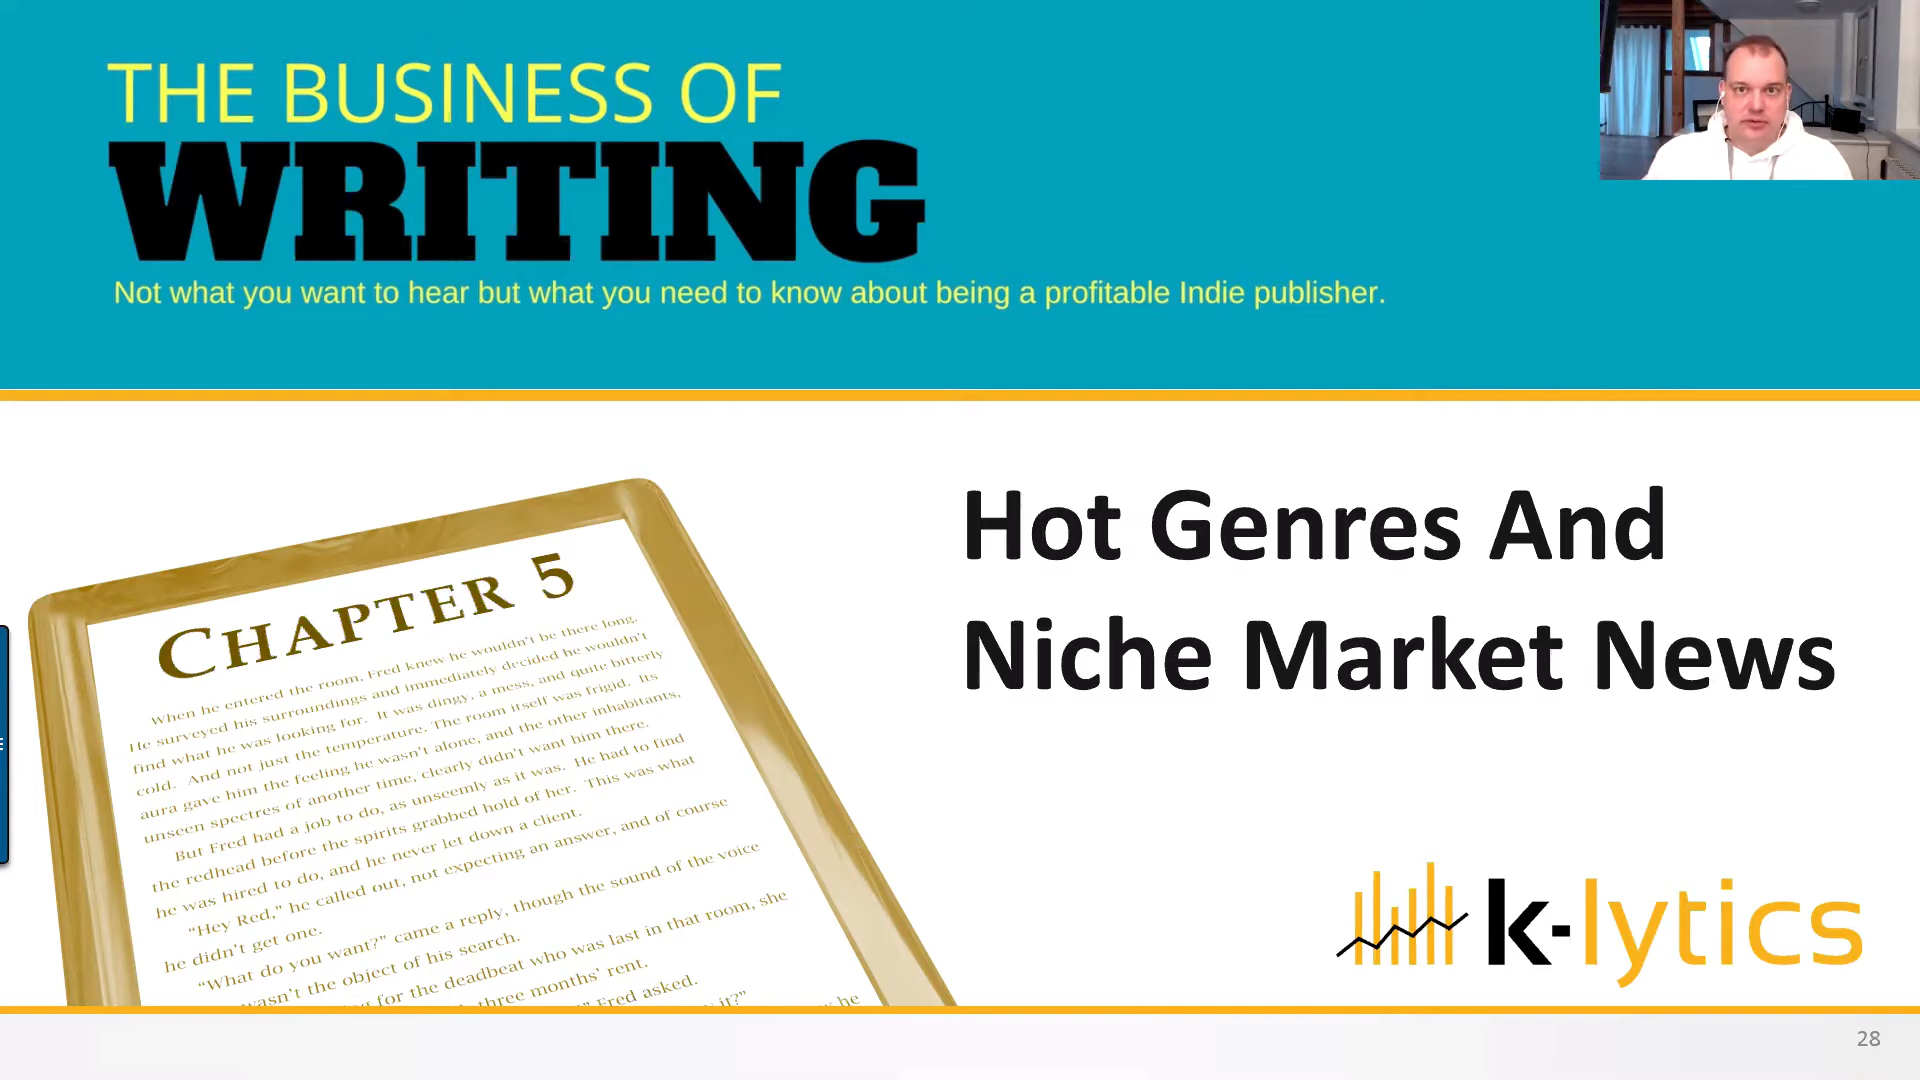 THE BUSINESS OF
WRITING
Not what you want to hear but what you need to know about being a profitable Indie publisher.
Hot Genres And
Niche Market News
CHAPTER 5
When he entered the room, Fred knew he wouldn't be there long.
He surveyed his surroundings and immediately decided he wouldn't
find what he was looking for. It was dingy, a mess, and quite bitterly
cold. And not just the temperature. The room itself was frigid. Its
aura gave him the feeling he wasn't alone, and the other inhabitants,
unseen spectres of another time, clearly didn't want him there.
But Fred had a job to do, as unseemly as it was. He had to find
the redhead before the spirits grabbed hold of her. This was what
he was hired to do, and he never let down a client.
"Hey Red," he called out, not expecting an answer, and of course
he didn't get one.
"What do you want?" came a reply, though the sound of the voice
wasn't the object of his search.
for the deadbeat who was last in that room, she
three months' rent.
Fred asked.
it?"
he
k-lytics
28